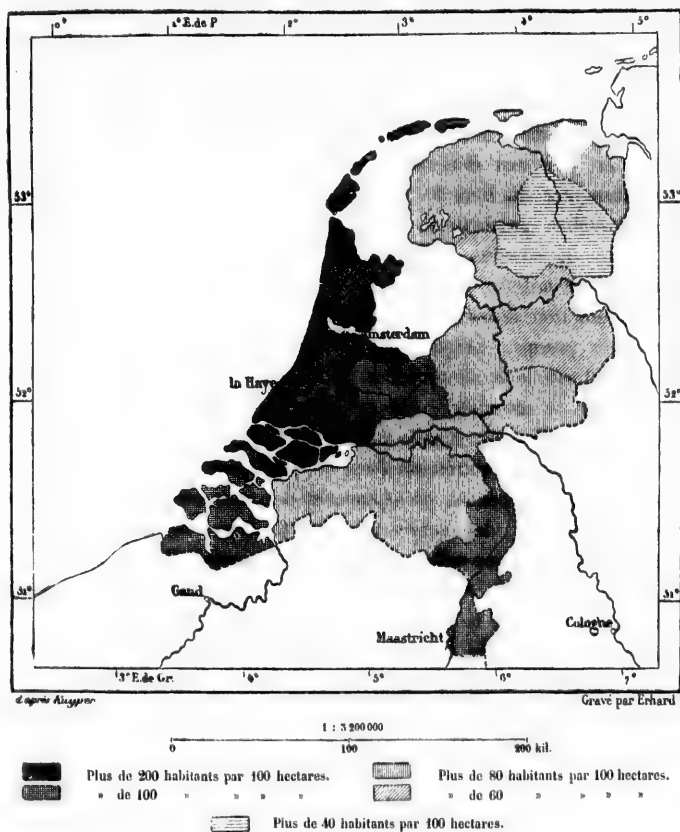 0° 1° E. de P. 2° 3° 4° 5°
53° 53°
Amsterdam
la Haye
52° 52°
51° 51°
Gand
Maastricht
Cologne
3° E. de Gr. 4° 5° 6° 7°
d'après Kuyper Gravé par Erhard
1 : 3 200 000
0 100 200 kil.
Plus de 200 habitants par 100 hectares. Plus de 80 habitants par 100 hectares.
» de 100 » » » » » de 60 » » » »
Plus de 40 habitants par 100 hectares.